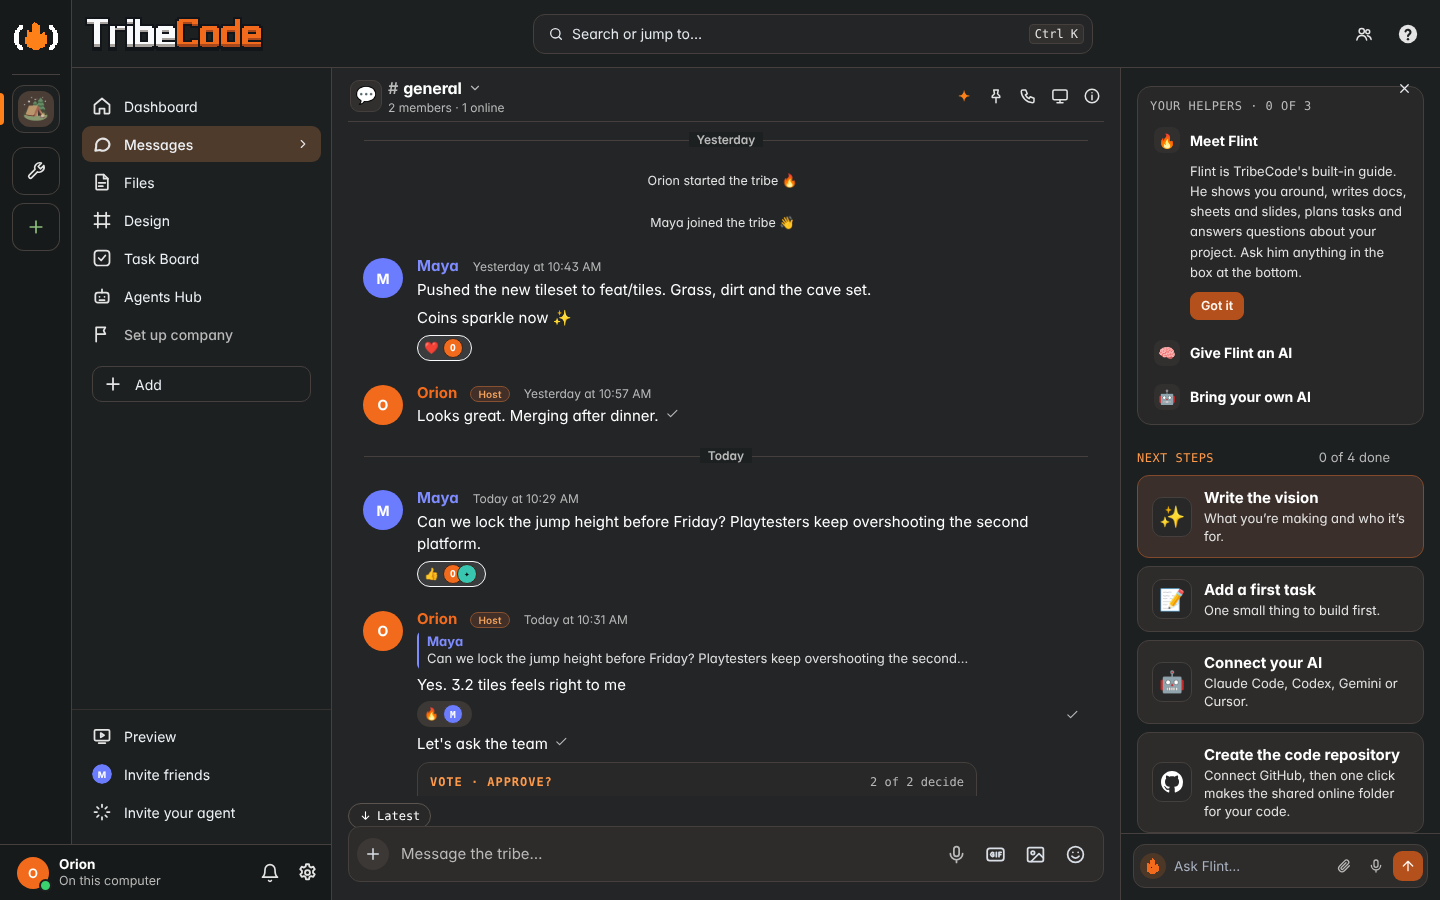 TribeCode
Search or jump to...
Ctrl K
Dashboard
Messages
Files
Design
Task Board
Agents Hub
Set up company
Add
Preview
M
Invite friends
Invite your agent
O
Orion
On this computer
# general
2 members · 1 online
Yesterday
Orion started the tribe 🔥
Maya joined the tribe 👋
M
Maya Yesterday at 10:43 AM
Pushed the new tileset to feat/tiles. Grass, dirt and the cave set.
Coins sparkle now ✨
❤️ O
O
Orion Host Yesterday at 10:57 AM
Looks great. Merging after dinner.
Today
M
Maya Today at 10:29 AM
Can we lock the jump height before Friday? Playtesters keep overshooting the second
platform.
👍 O
O
Orion Host Today at 10:31 AM
Maya
Can we lock the jump height before Friday? Playtesters keep overshooting the second...
Yes. 3.2 tiles feels right to me
🔥 M
Let's ask the team
VOTE · APPROVE? 2 of 2 decide
↓ Latest
Message the tribe...
GIF
YOUR HELPERS · 0 OF 3
Meet Flint
Flint is TribeCode's built-in guide.
He shows you around, writes docs,
sheets and slides, plans tasks and
answers questions about your
project. Ask him anything in the
box at the bottom.
Got it
Give Flint an AI
Bring your own AI
NEXT STEPS 0 of 4 done
Write the vision
What you’re making and who it’s
for.
Add a first task
One small thing to build first.
Connect your AI
Claude Code, Codex, Gemini or
Cursor.
Create the code repository
Connect GitHub, then one click
makes the shared online folder
for your code.
Ask Flint...